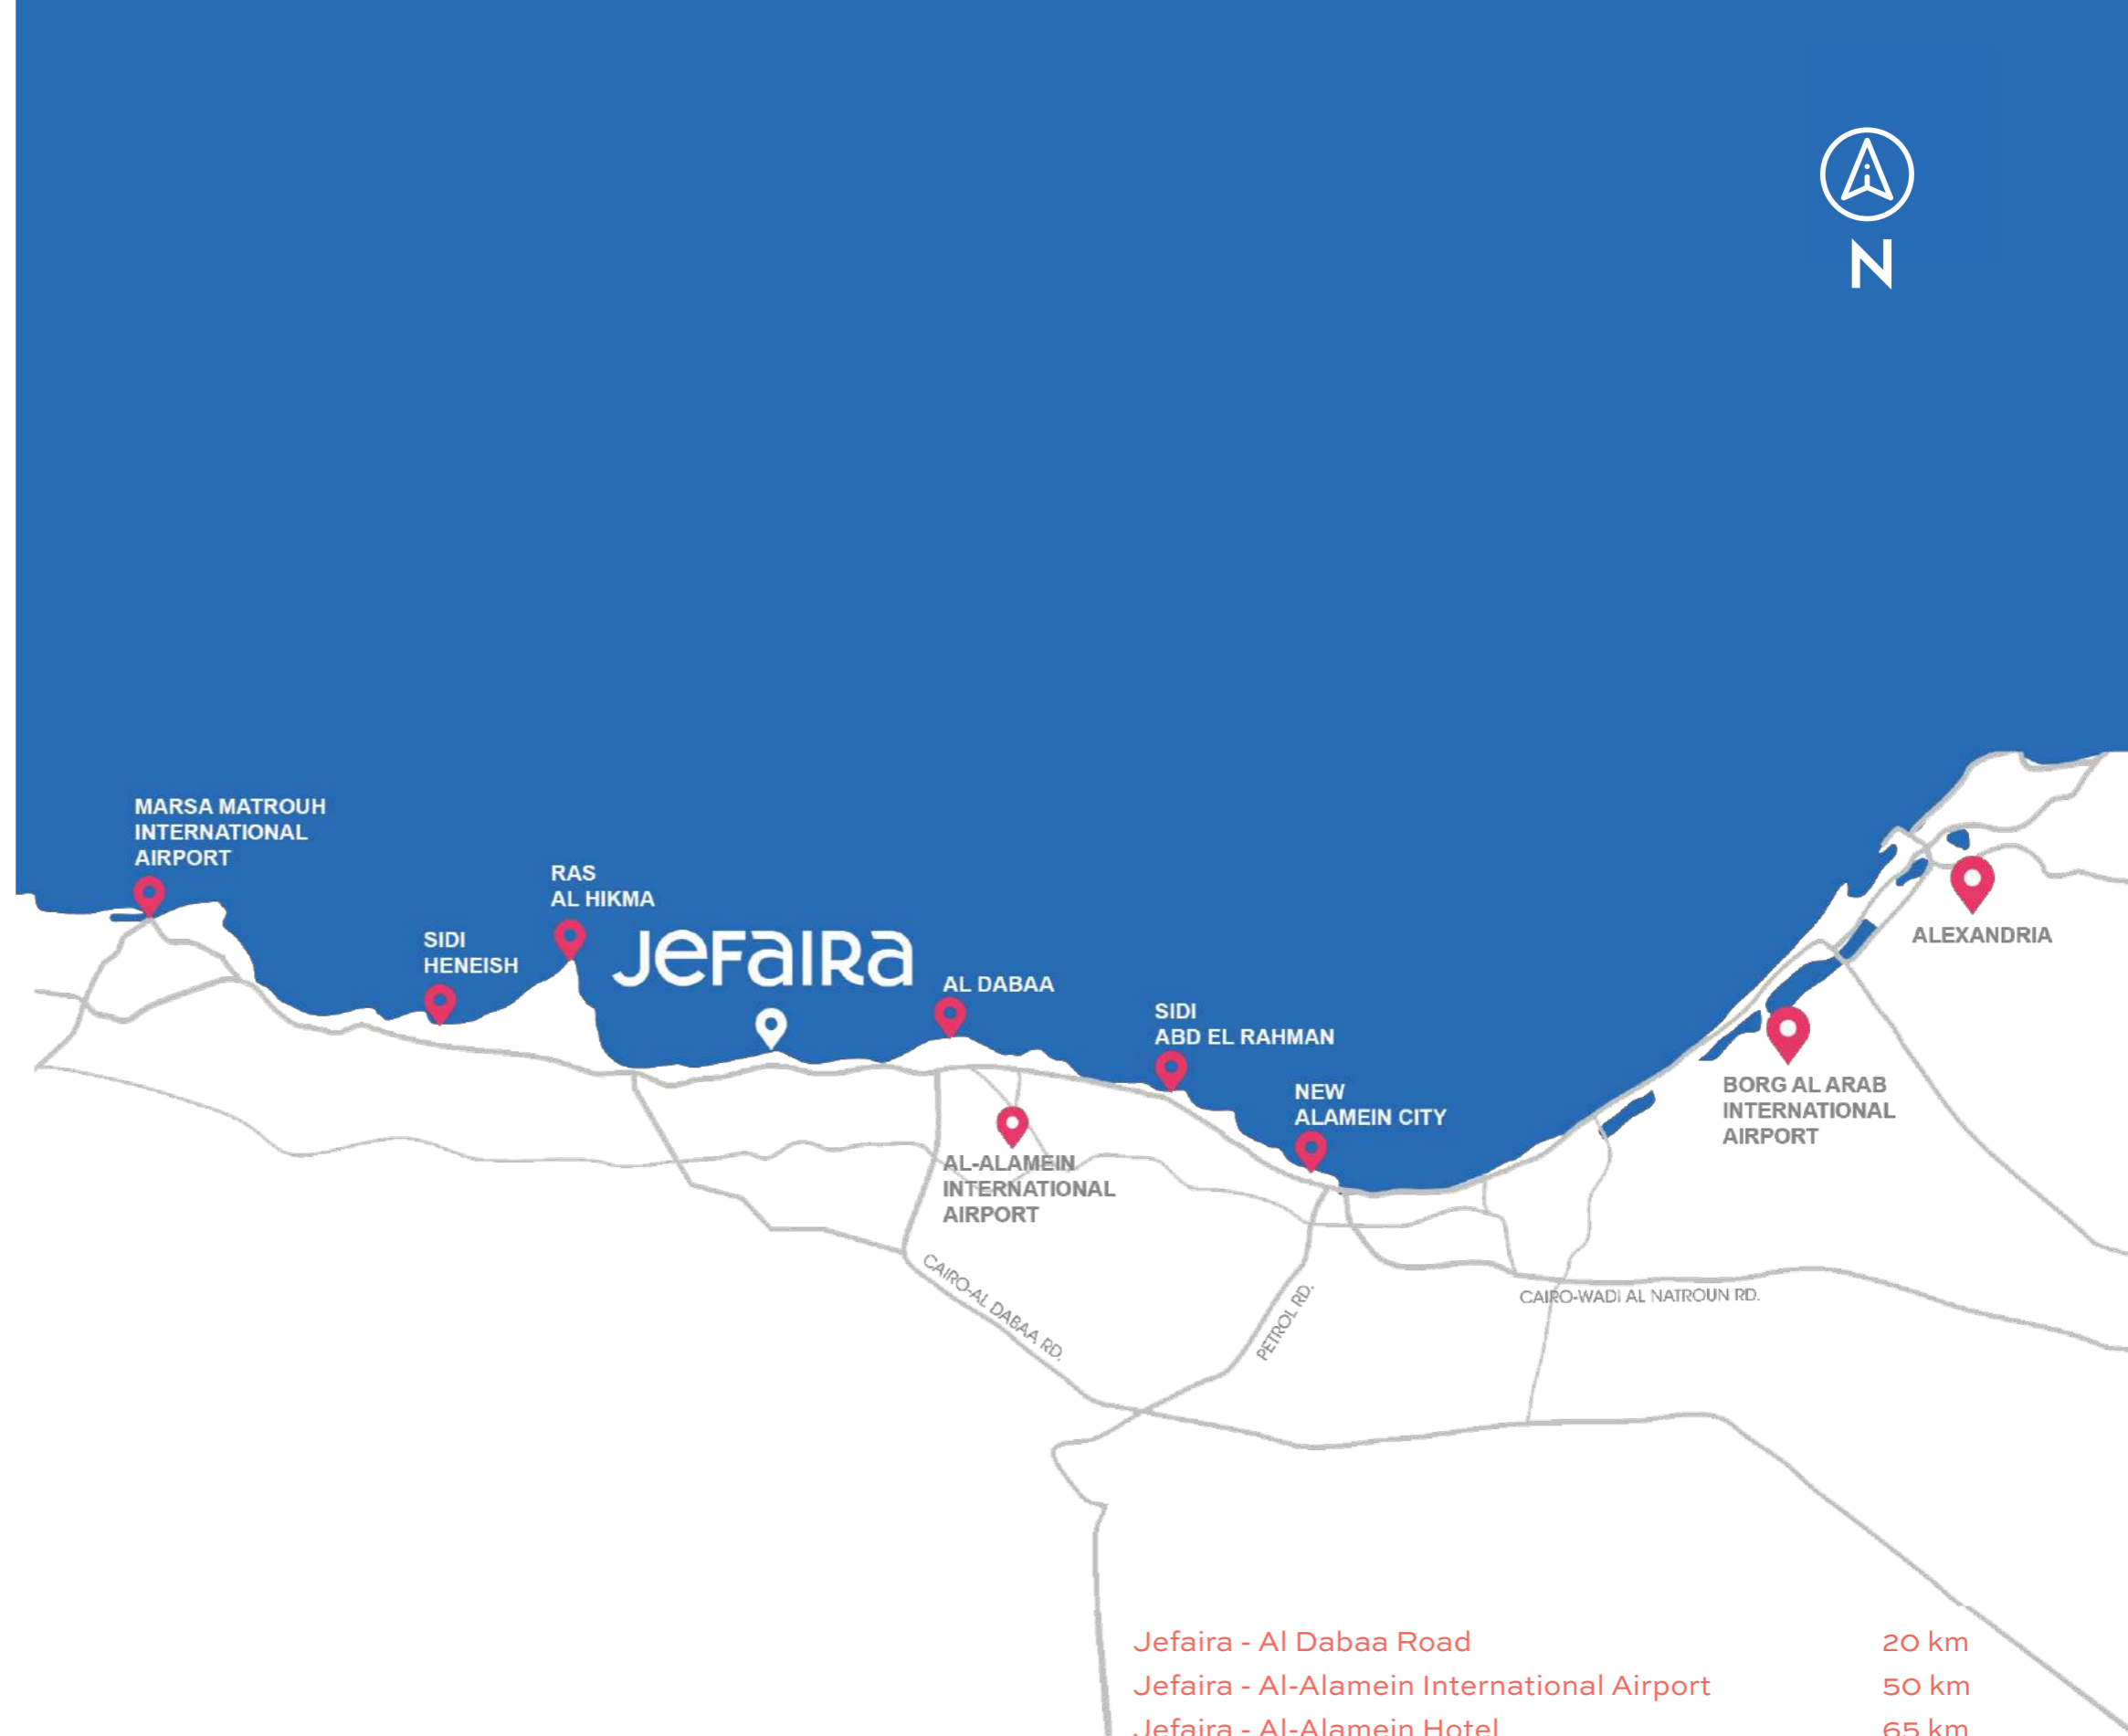 N
MARSA MATROUH
INTERNATIONAL
AIRPORT
RAS
AL HIKMA
SIDI
HENEISH
JeFaIRa
AL DABAA
SIDI
ABD EL RAHMAN
NEW
ALAMEIN CITY
ALEXANDRIA
BORG AL ARAB
INTERNATIONAL
AIRPORT
AL-ALAMEIN
INTERNATIONAL
AIRPORT
CAIRO-AL DABAA RD.
PETROL RD.
CAIRO-WADI AL NATROUN RD.
Jefaira - Al Dabaa Road 20 km
Jefaira - Al-Alamein International Airport 50 km
Jefaira - Al-Alamein Hotel 65 km